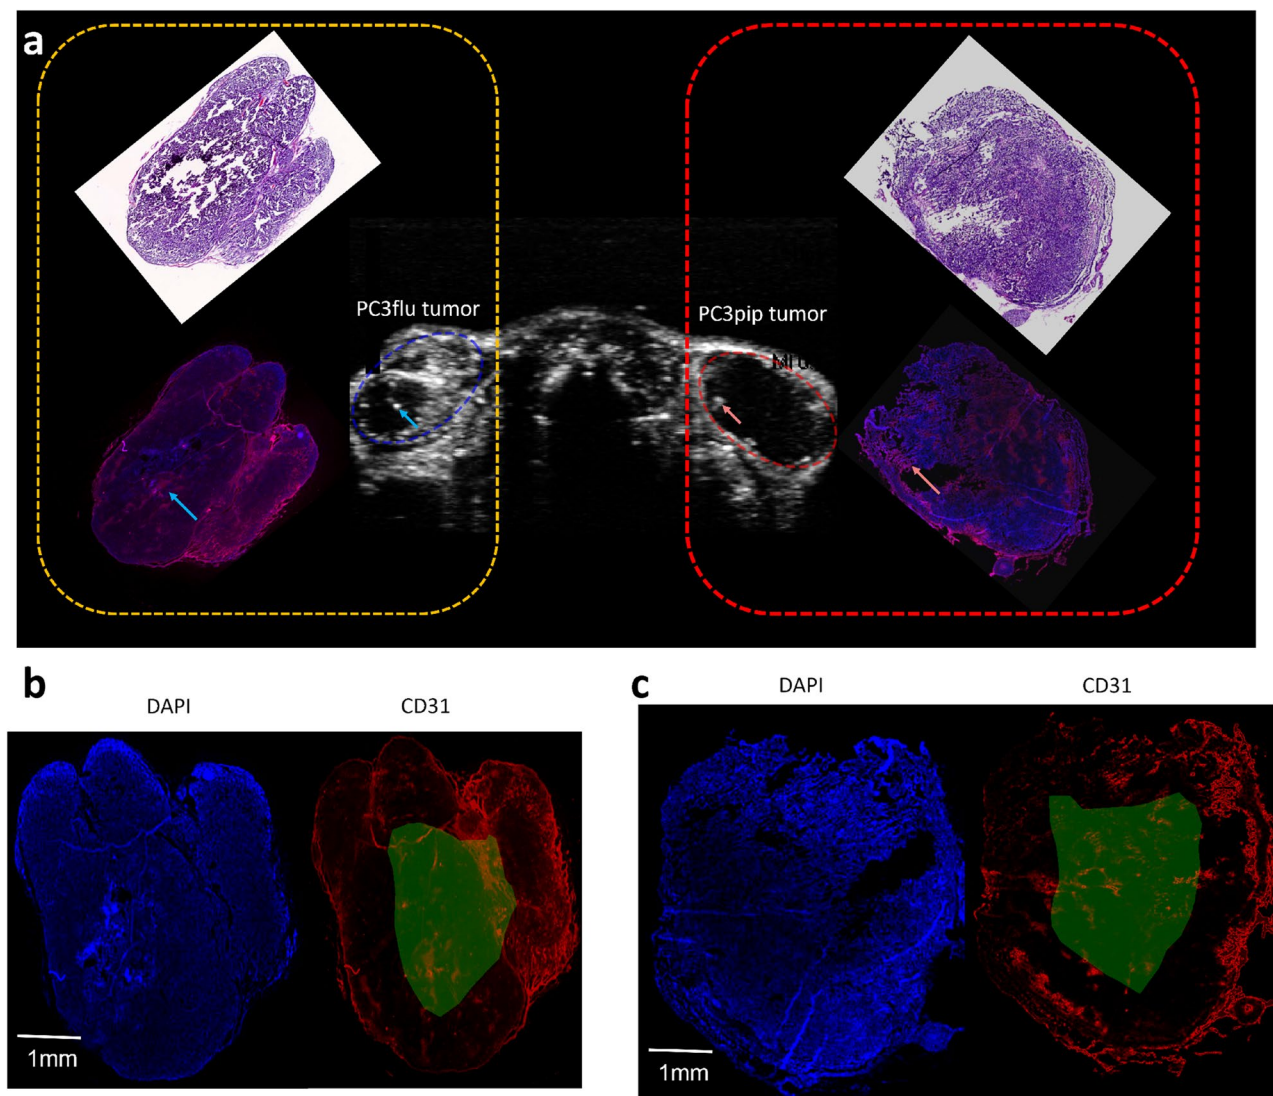 a
PC3flu tumor
PC3pip tumor
b
DAPI
CD31
1mm
c
DAPI
CD31
1mm